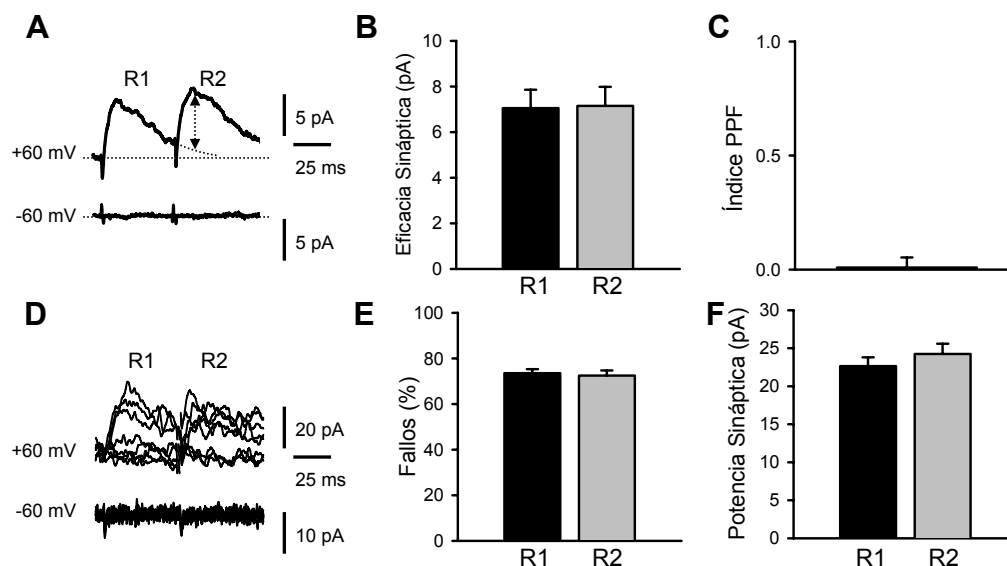 A
R1 R2
+60 mV
-60 mV
5 pA
25 ms
5 pA
B
Eficacia Sináptica (pA)
10
8
6
4
2
0
R1 R2
C
Índice PPF
1.0
0.5
0.0
D
R1 R2
+60 mV
-60 mV
20 pA
25 ms
10 pA
E
Fallos (%)
100
80
60
40
20
0
R1 R2
F
Potencia Sináptica (pA)
30
25
20
15
10
5
0
R1 R2